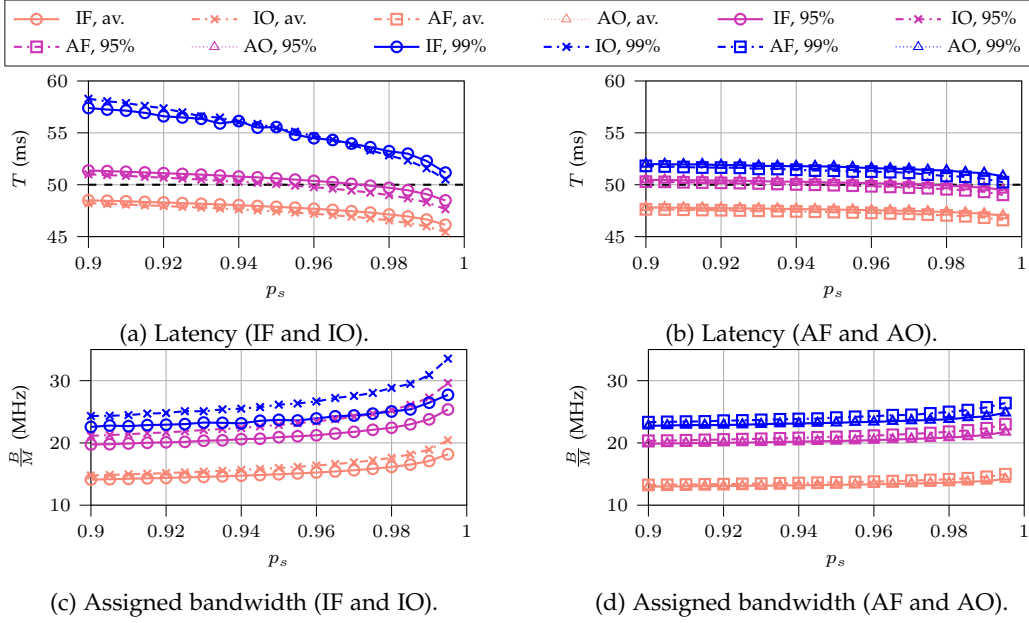 IF, av. IO, av. AF, av. AO, av. IF, 95% IO, 95%
AF, 95% AO, 95% IF, 99% IO, 99% AF, 99% AO, 99%
60
55
50
45
T (ms)
0.9 0.92 0.94 0.96 0.98 1
p_s
(a) Latency (IF and IO).
60
55
50
45
T (ms)
0.9 0.92 0.94 0.96 0.98 1
p_s
(b) Latency (AF and AO).
30
20
10
B/M (MHz)
0.9 0.92 0.94 0.96 0.98 1
p_s
(c) Assigned bandwidth (IF and IO).
30
20
10
B/M (MHz)
0.9 0.92 0.94 0.96 0.98 1
p_s
(d) Assigned bandwidth (AF and AO).